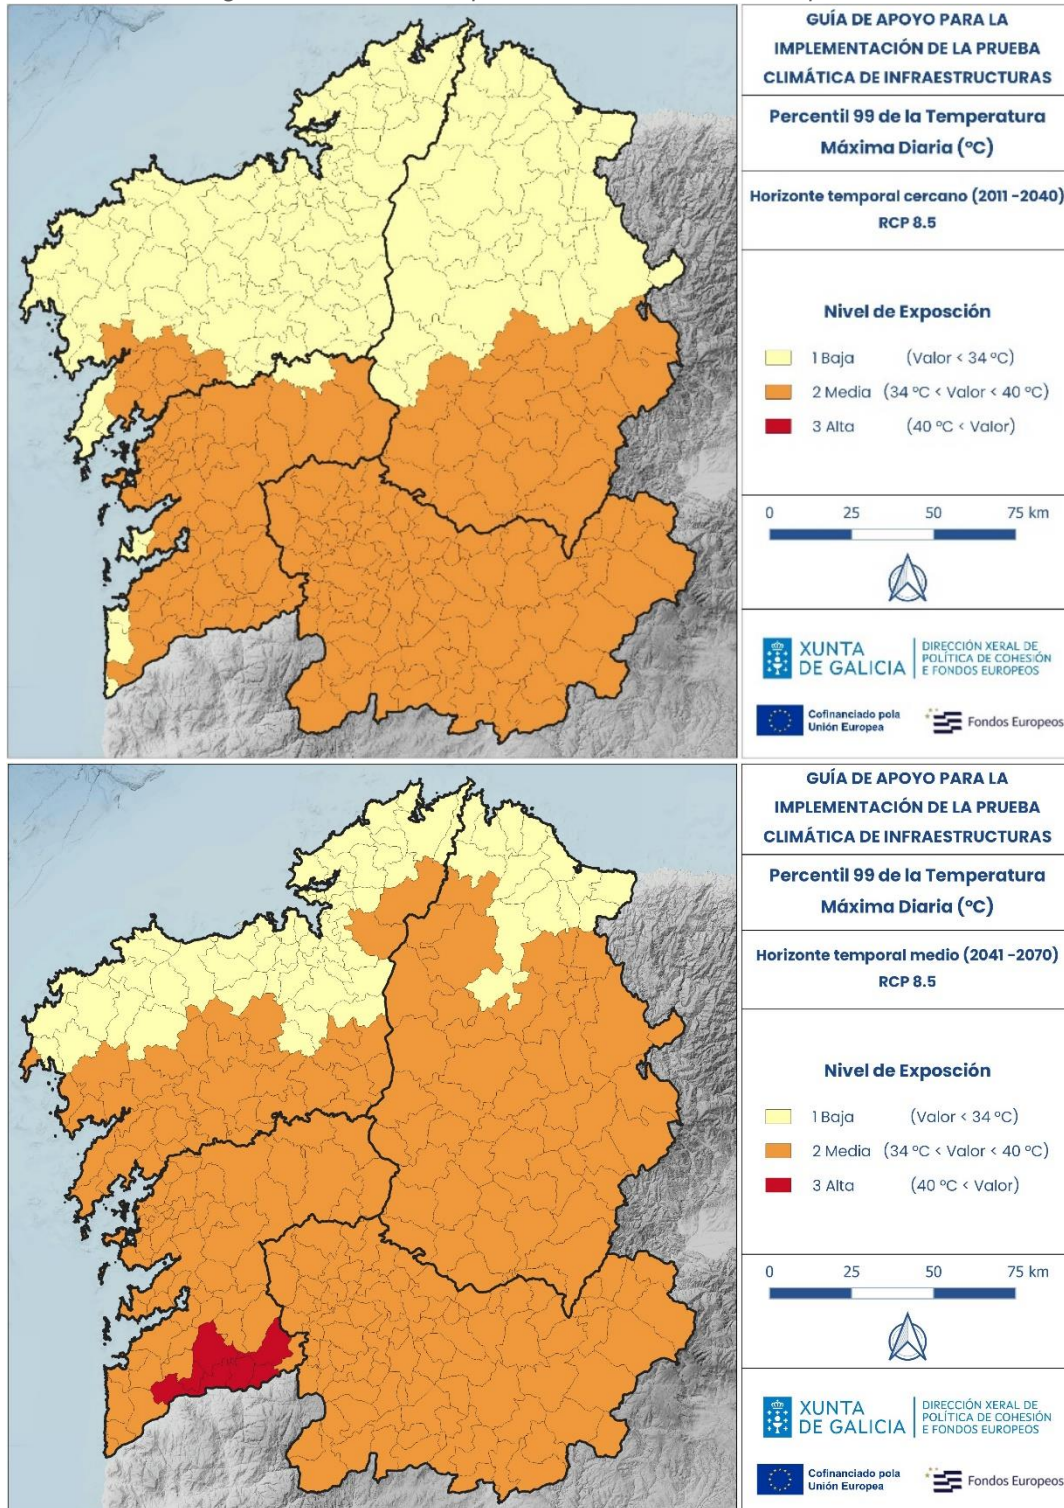 GUÍA DE APOYO PARA LA
IMPLEMENTACIÓN DE LA PRUEBA
CLIMÁTICA DE INFRAESTRUCTURAS
Percentil 99 de la Temperatura
Máxima Diaria (ºC)
Horizonte temporal cercano (2011 -2040)
RCP 8.5
Nivel de Exposción
1 Baja (Valor < 34 ºC)
2 Media (34 ºC < Valor < 40 ºC)
3 Alta (40 ºC < Valor)
0 25 50 75 km
XUNTA
DE GALICIA
DIRECCIÓN XERAL DE
POLÍTICA DE COHESIÓN
E FONDOS EUROPEOS
Cofinanciado pola
Unión Europea
Fondos Europeos
GUÍA DE APOYO PARA LA
IMPLEMENTACIÓN DE LA PRUEBA
CLIMÁTICA DE INFRAESTRUCTURAS
Percentil 99 de la Temperatura
Máxima Diaria (ºC)
Horizonte temporal medio (2041 -2070)
RCP 8.5
Nivel de Exposción
1 Baja (Valor < 34 ºC)
2 Media (34 ºC < Valor < 40 ºC)
3 Alta (40 ºC < Valor)
0 25 50 75 km
XUNTA
DE GALICIA
DIRECCIÓN XERAL DE
POLÍTICA DE COHESIÓN
E FONDOS EUROPEOS
Cofinanciado pola
Unión Europea
Fondos Europeos